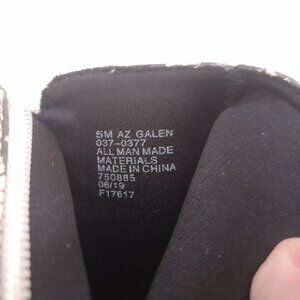 5M AZ GALEN
037-0377
ALL MAN MADE
MATERIALS
MADE IN CHINA
750885
06/19
F17617